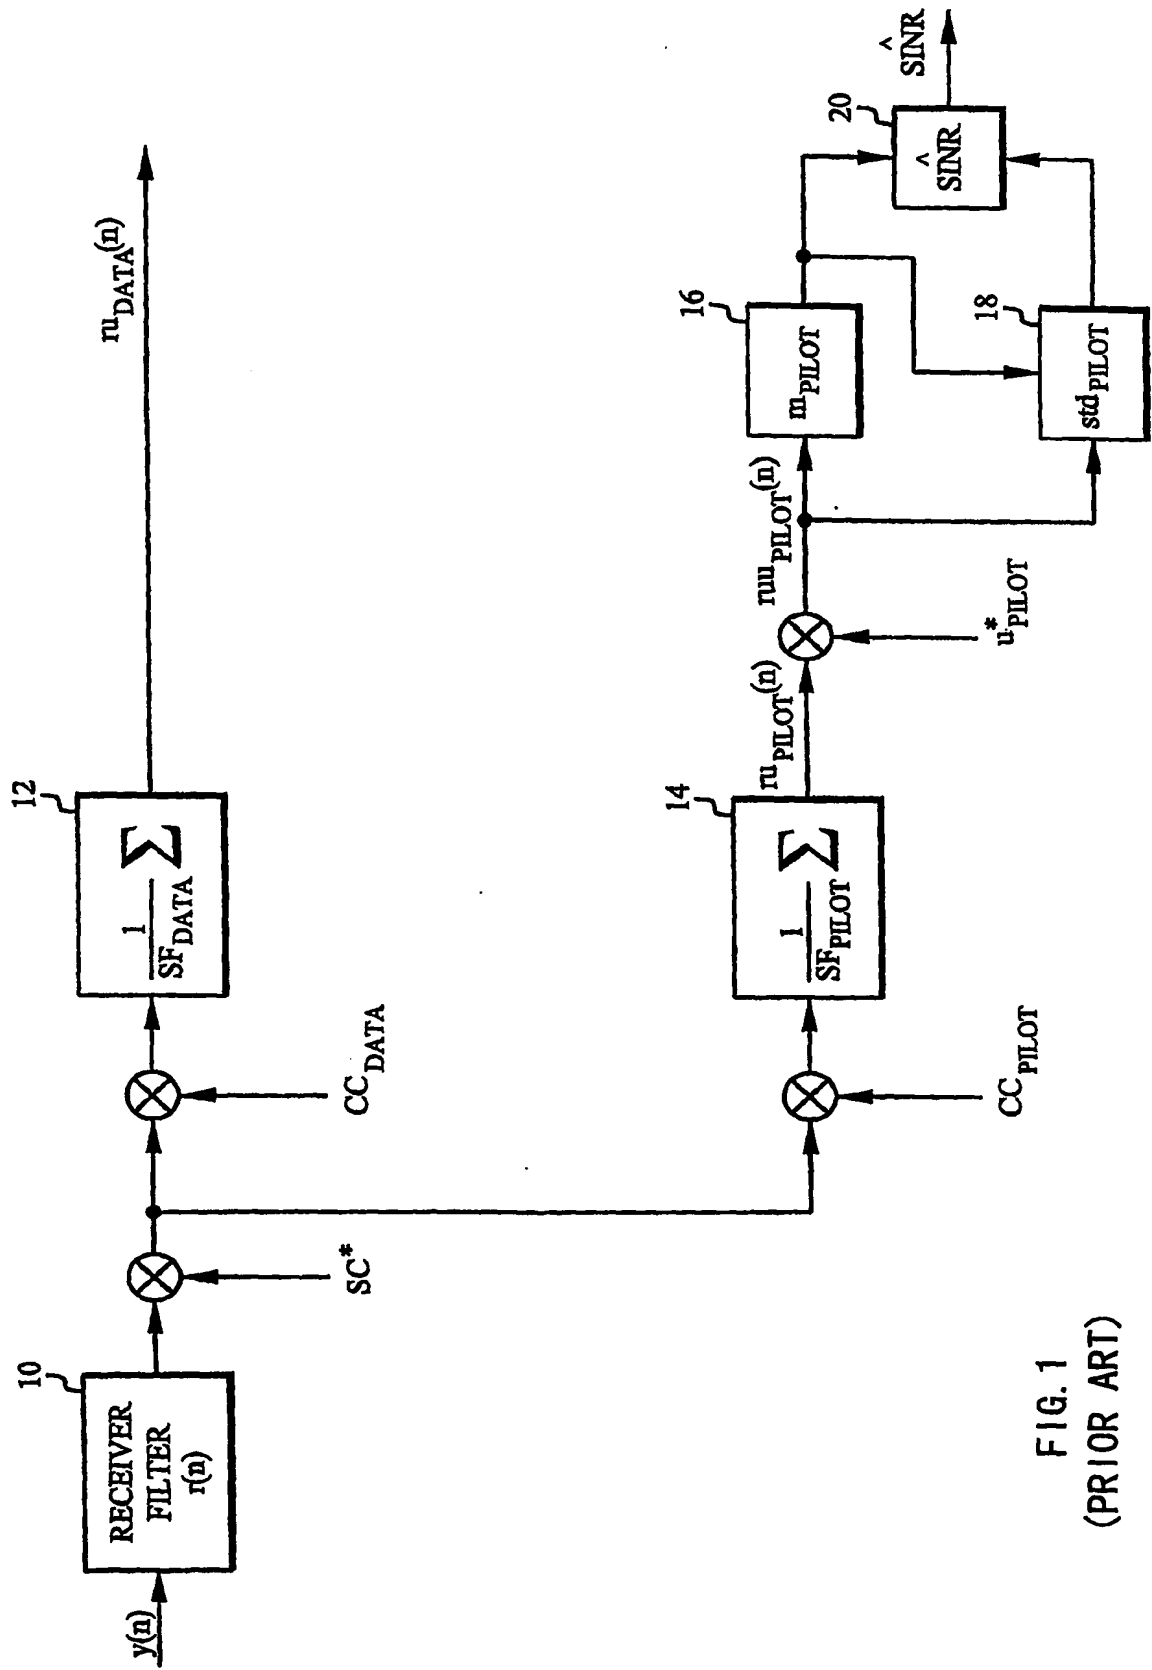 y(n)
10
RECEIVER
FILTER
r(n)
SC*
CC_DATA
12
1
SF_DATA
Σ
ru_DATA(n)
CC_PILOT
14
1
SF_PILOT
Σ
ru_PILOT(n)
u*_PILOT
ruu_PILOT(n)
16
m_PILOT
18
std_PILOT
20
^
SINR
^
SINR
FIG. 1
(PRIOR ART)